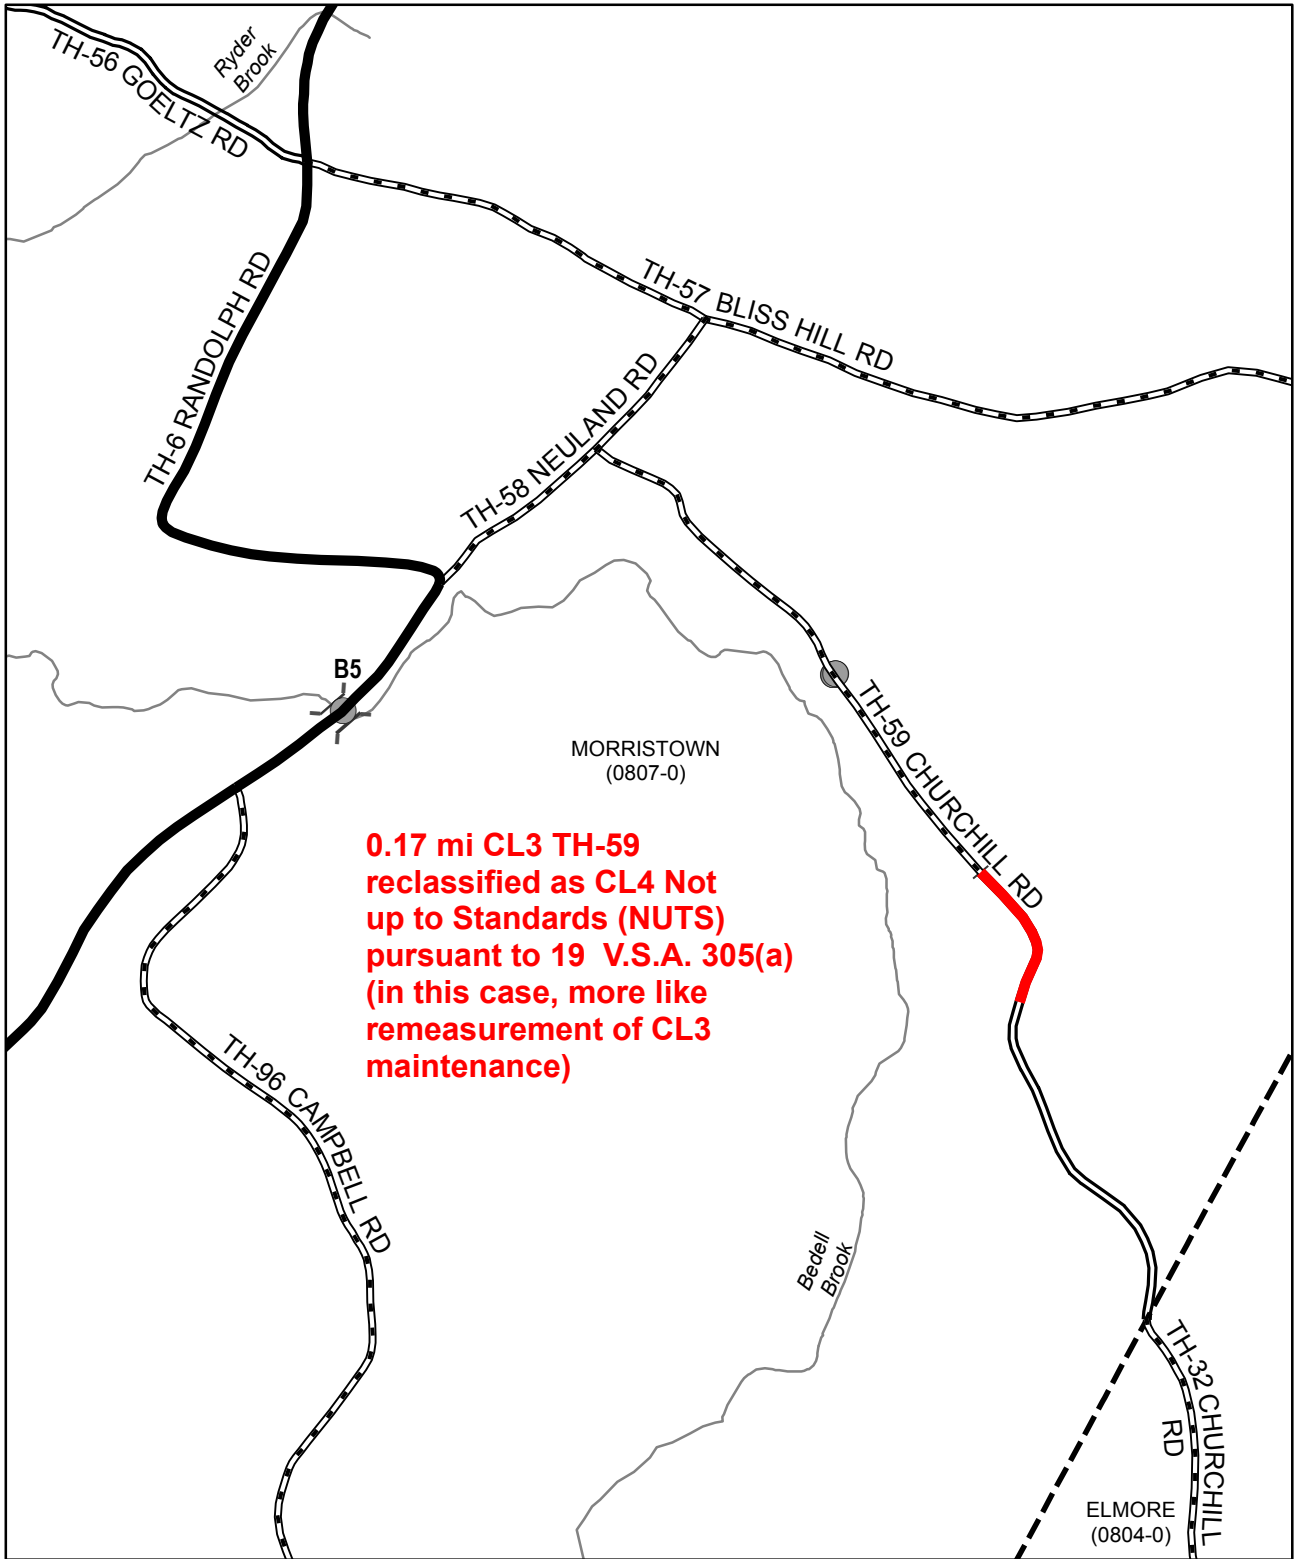 Ryder
Brook
TH-56 GOELTZ RD
TH-6 RANDOLPH RD
TH-57 BLISS HILL RD
TH-58 NEULAND RD
B5
MORRISTOWN
(0807-0)
TH-59 CHURCHILL RD
0.17 mi CL3 TH-59
reclassified as CL4 Not
up to Standards (NUTS)
pursuant to 19  V.S.A. 305(a)
(in this case, more like
remeasurement of CL3
maintenance)
TH-96 CAMPBELL RD
Bedell
Brook
TH-32 CHURCHILL
RD
ELMORE
(0804-0)